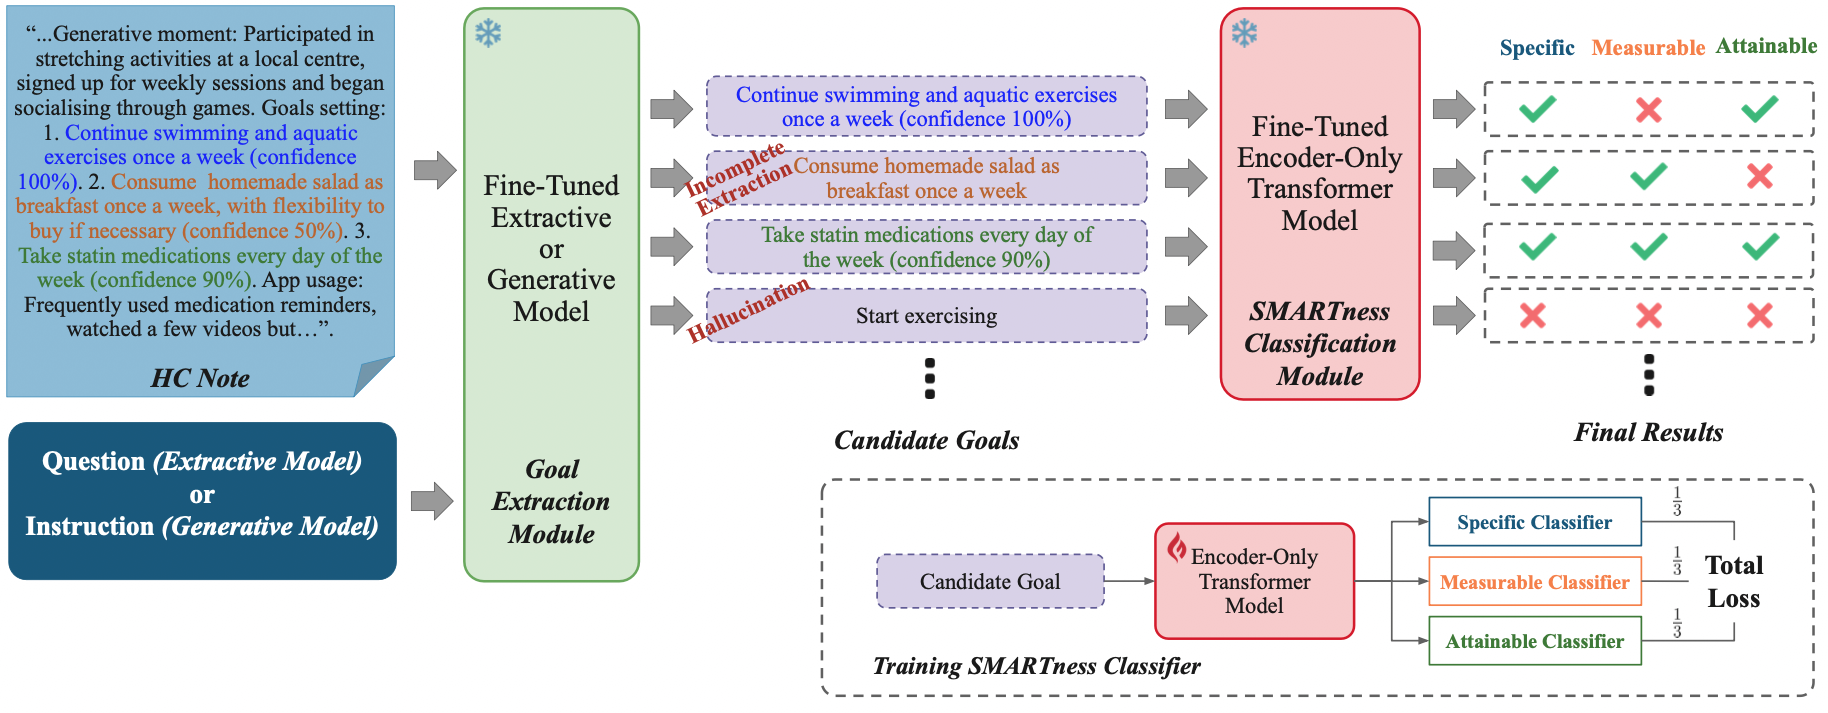 “...Generative moment: Participated in
stretching activities at a local centre,
signed up for weekly sessions and began
socialising through games. Goals setting:
1. Continue swimming and aquatic
exercises once a week (confidence
100%). 2. Consume homemade salad as
breakfast once a week, with flexibility to
buy if necessary (confidence 50%). 3.
Take statin medications every day of the
week (confidence 90%). App usage:
Frequently used medication reminders,
watched a few videos but…”.
HC Note
Question (Extractive Model)
or
Instruction (Generative Model)
Fine-Tuned
Extractive
or
Generative
Model
Goal
Extraction
Module
Continue swimming and aquatic exercises
once a week (confidence 100%)
Incomplete
Extraction
Consume homemade salad as
breakfast once a week
Take statin medications every day of
the week (confidence 90%)
Hallucination
Start exercising
Candidate Goals
Fine-Tuned
Encoder-Only
Transformer
Model
SMARTness
Classification
Module
Specific Measurable Attainable
Final Results
Candidate Goal
Encoder-Only
Transformer
Model
Specific Classifier
1/3
Measurable Classifier
1/3
Attainable Classifier
1/3
Total
Loss
Training SMARTness Classifier